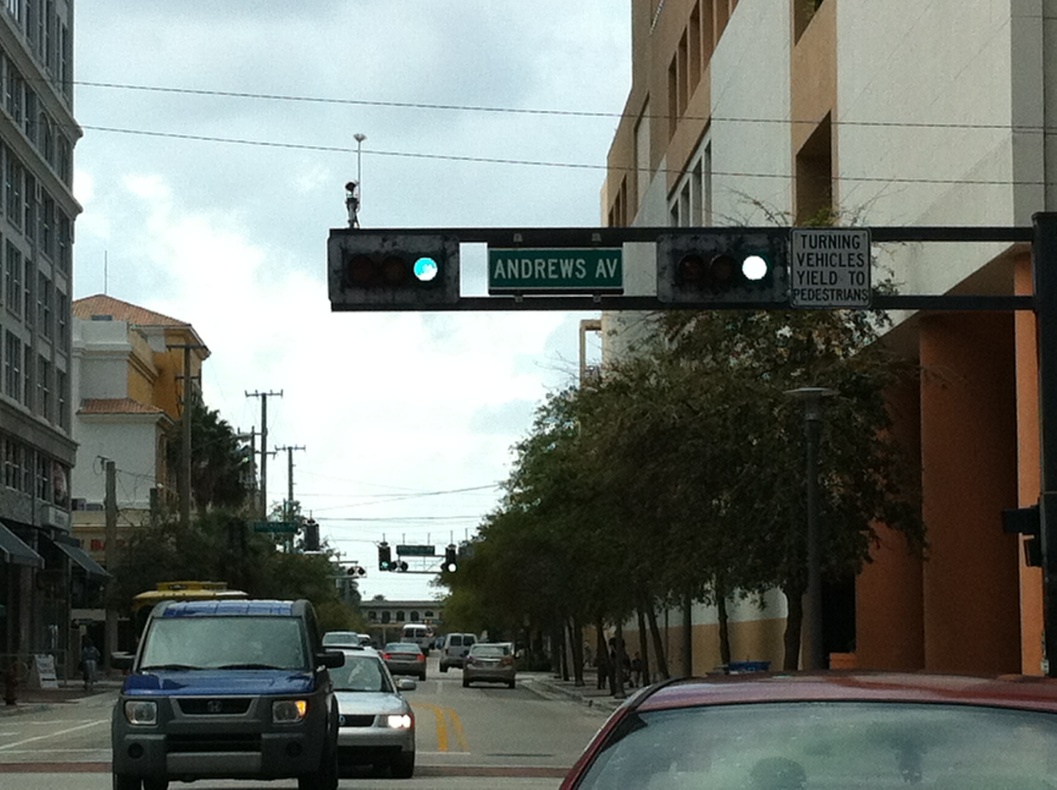 ANDREWS AV
TURNING
VEHICLES
YIELD TO
PEDESTRIANS